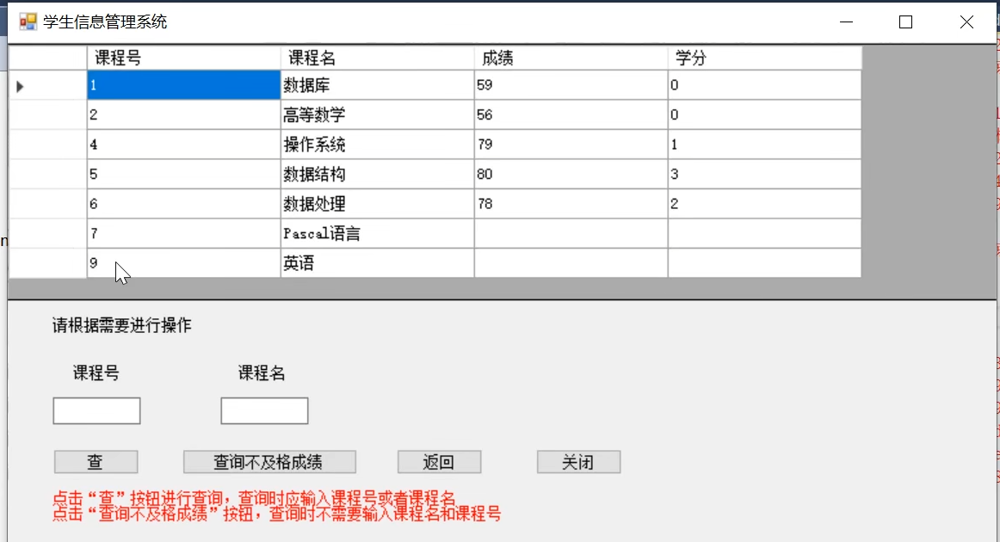 学生信息管理系统
课程号 课程名 成绩 学分
1 数据库 59 0
2 高等数学 56 0
4 操作系统 79 1
5 数据结构 80 3
6 数据处理 78 2
7 Pascal语言
9 英语
请根据需要进行操作
课程号 课程名
查 查询不及格成绩 返回 关闭
点击“查”按钮进行查询，查询时应输入课程号或者课程名
点击“查询不及格成绩”按钮，查询时不需要输入课程名和课程号